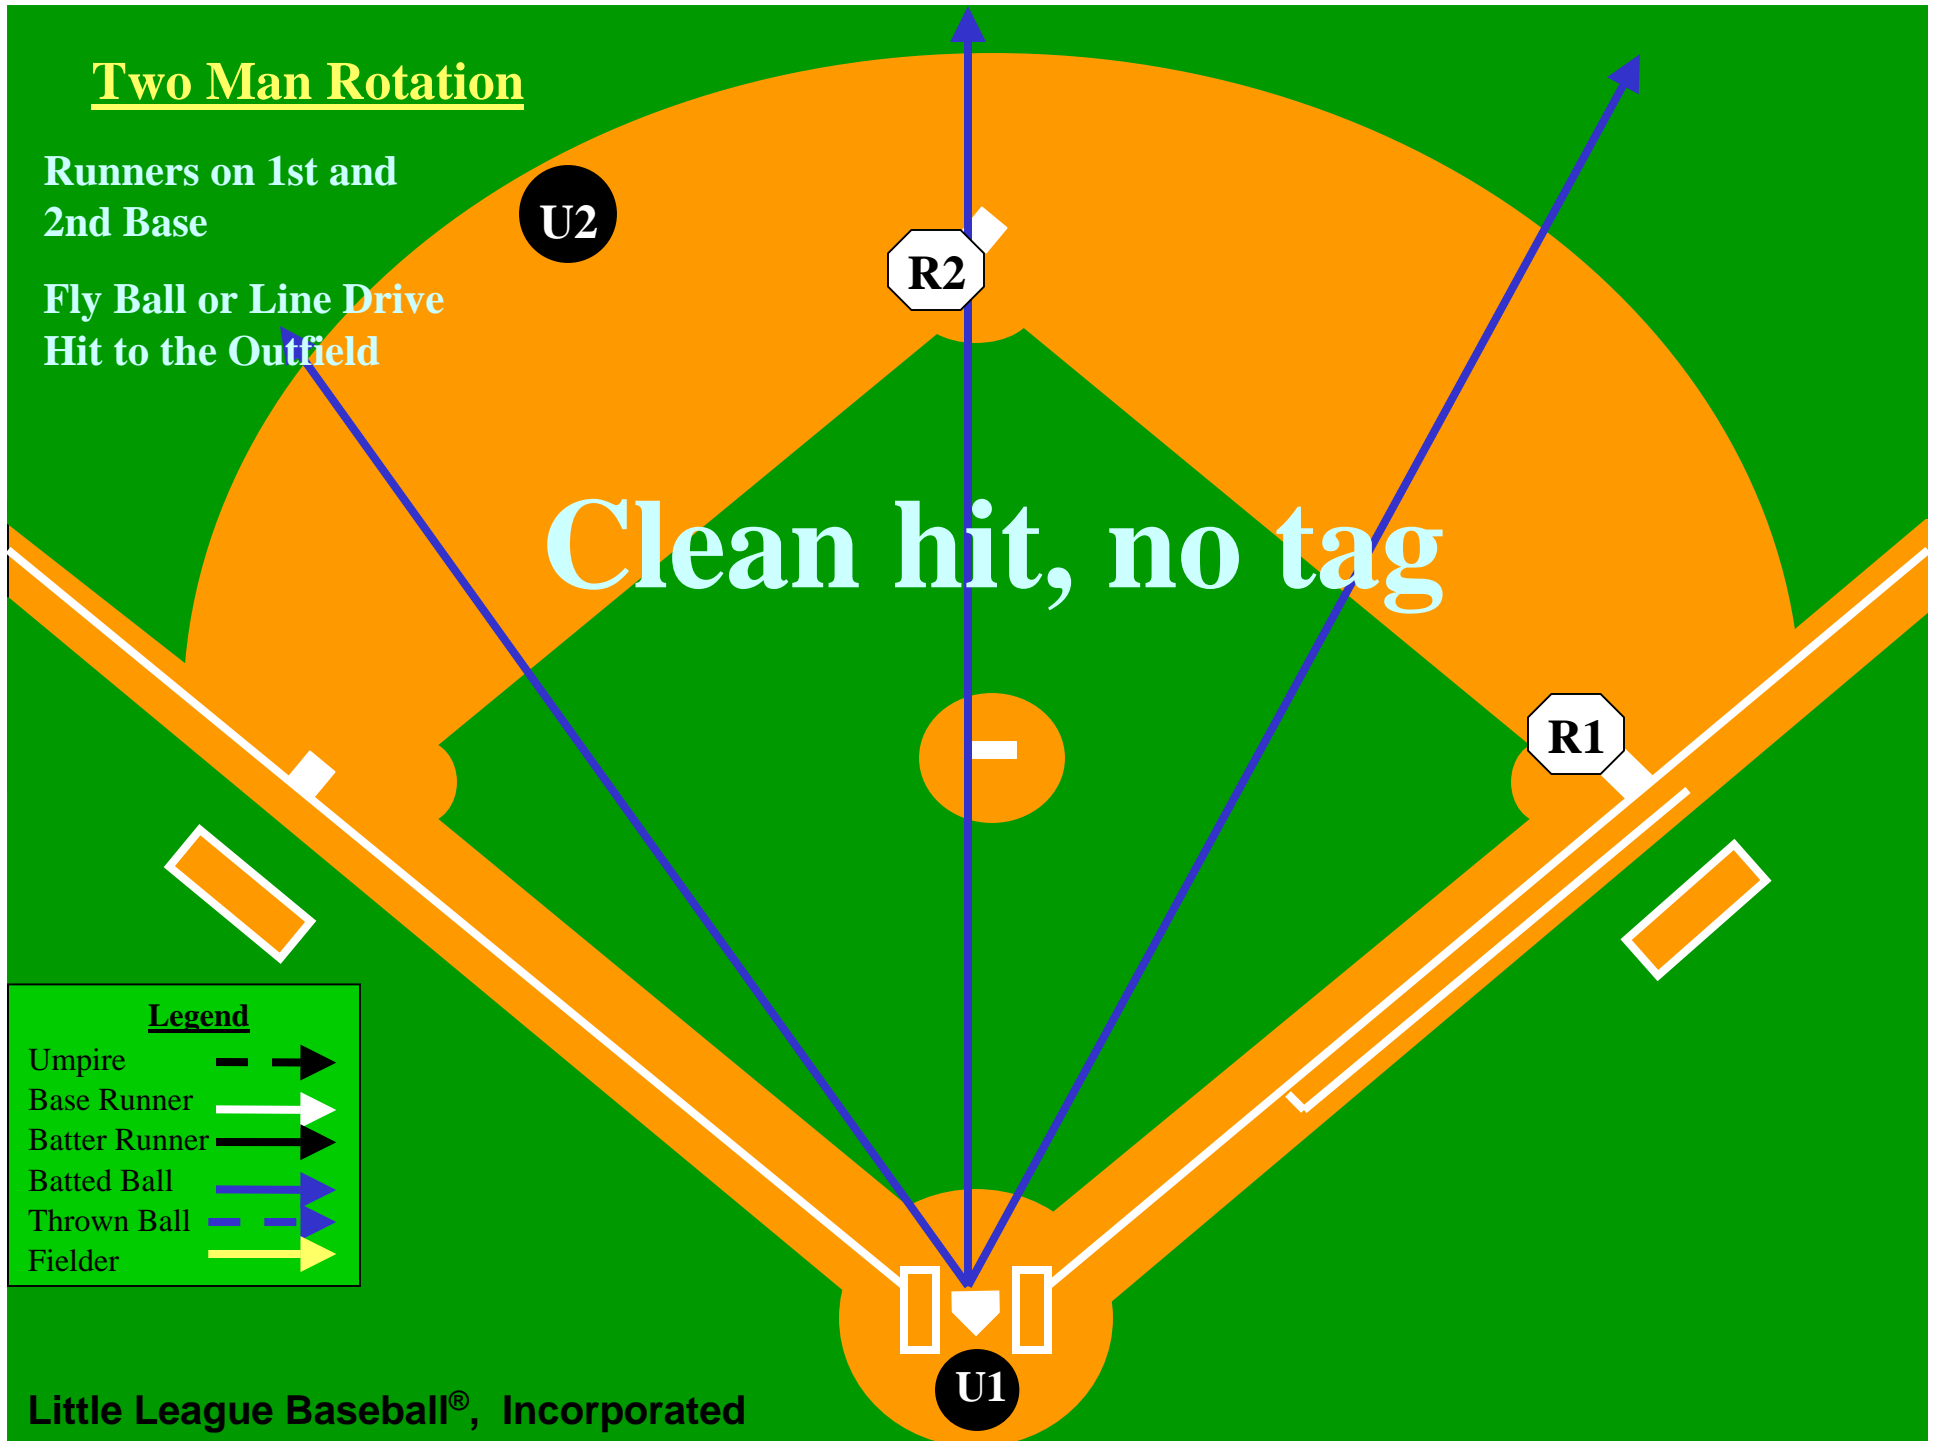 Two Man Rotation
Runners on 1st and
2nd Base
Fly Ball or Line Drive
Hit to the Outfield
U2
R2
Clean hit, no tag
R1
Legend
Umpire
Base Runner
Batter Runner
Batted Ball
Thrown Ball
Fielder
U1
Little League Baseball®, Incorporated